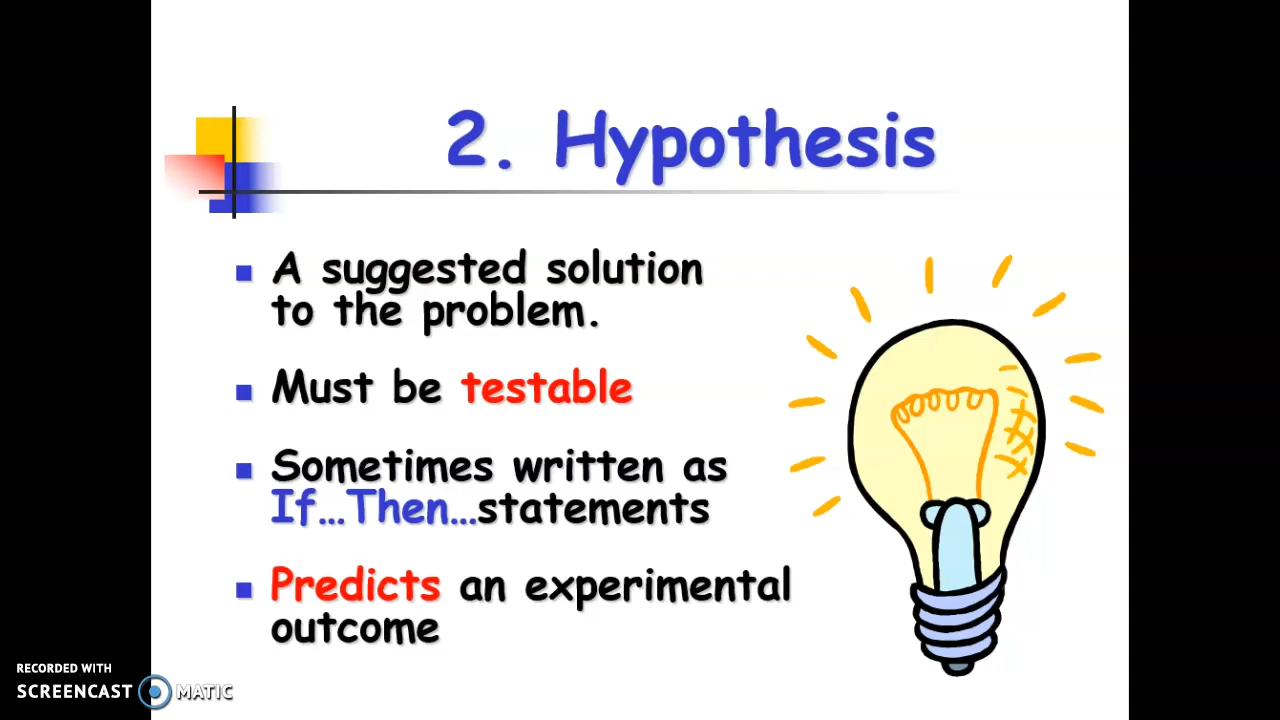 2. Hypothesis
A suggested solution
to the problem.
Must be testable
Sometimes written as
If…Then…statements
Predicts an experimental
outcome
RECORDED WITH
SCREENCAST MATIC